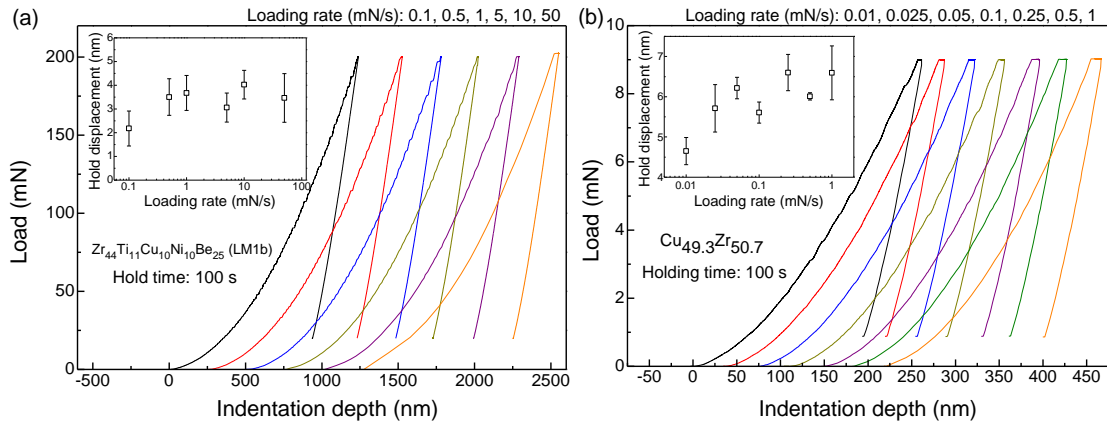 (a)
Loading rate (mN/s): 0.1, 0.5, 1, 5, 10, 50
200
150
100
50
0
Load (mN)
6
5
4
3
2
1
0
Hold displacement (nm)
0.1
1
10
100
Loading rate (mN/s)
Zr44Ti11Cu10Ni10Be25 (LM1b)
Hold time: 100 s
-500
0
500
1000
1500
2000
2500
Indentation depth (nm)
(b)
Loading rate (mN/s): 0.01, 0.025, 0.05, 0.1, 0.25, 0.5, 1
8
6
4
2
0
Load (mN)
7
6
5
4
Hold displacement (nm)
0.01
0.1
1
Loading rate (mN/s)
Cu49.3Zr50.7
Holding time: 100 s
-50
0
50
100
150
200
250
300
350
400
450
Indentation depth (nm)